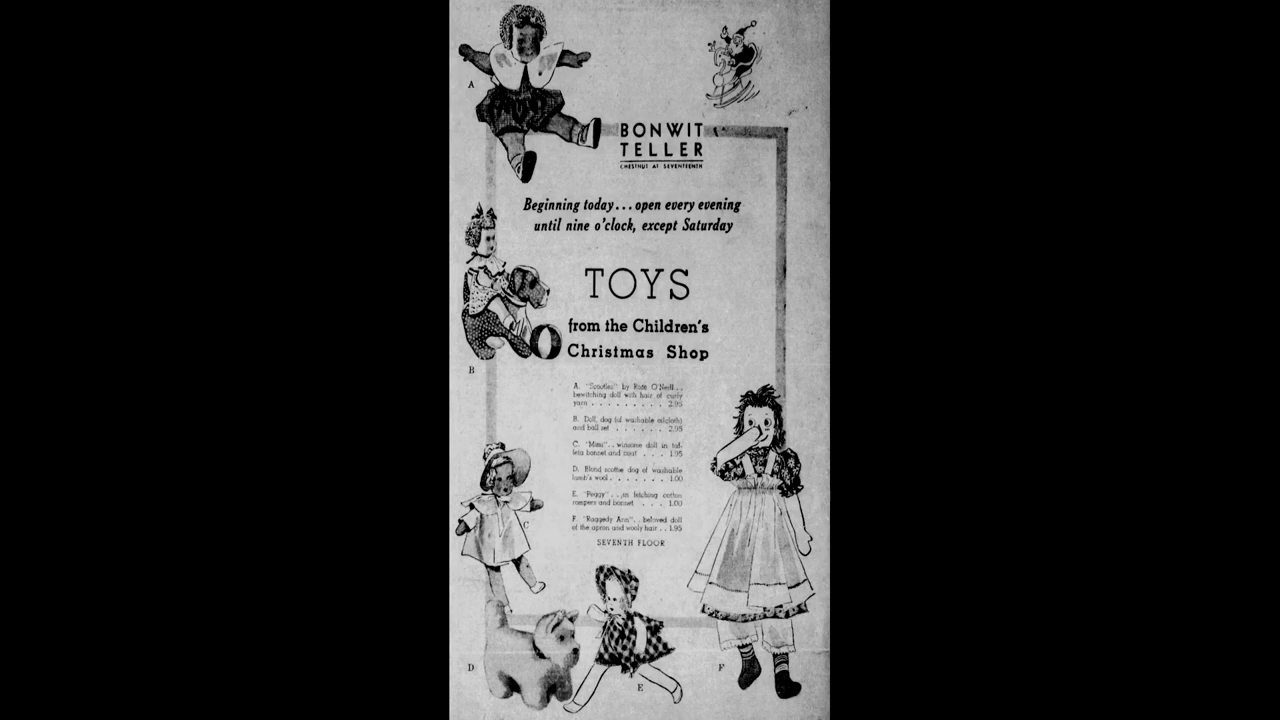 A
BONWIT
TELLER
CHESTNUT AT SEVENTEENTH
Beginning today... open every evening
until nine o'clock, except Saturday
TOYS
from the Children's
Christmas Shop
B
A. "Scooties" by Rose O'Neill . .
bewitching doll with hair of curly
yarn . . . . . . . . . 2.95
B. Doll, dog (of washable oilcloth)
and ball set . . . . . . 2.95
C. "Mimi" . . winsome doll in taf-
feta bonnet and coat . . . 1.95
D. Blond scottie dog of washable
lamb's wool . . . . . . . 1.00
E. "Peggy" . . .in fetching cotton
rompers and bonnet . . . 1.00
F. "Raggedy Ann" . . beloved doll
of the apron and wooly hair . . 1.95
SEVENTH FLOOR
C
D
E
F